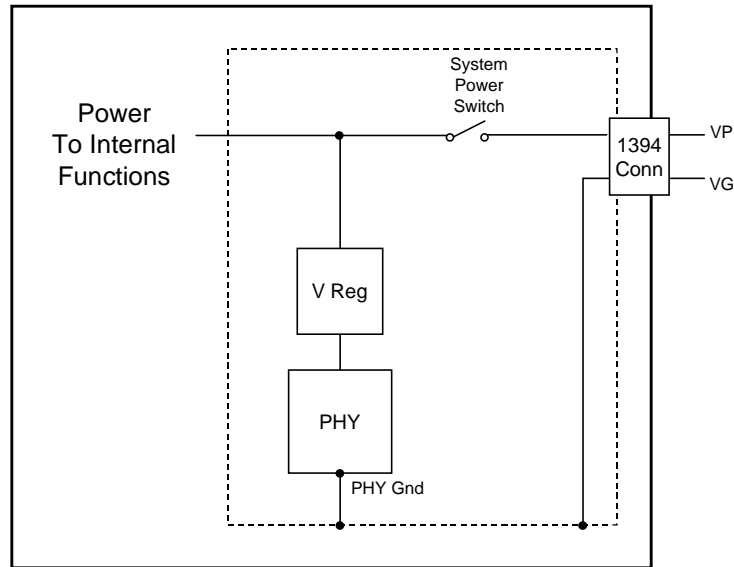 System
Power
Switch
Power
To Internal
Functions
1394
Conn
VP
VG
V Reg
PHY
PHY Gnd